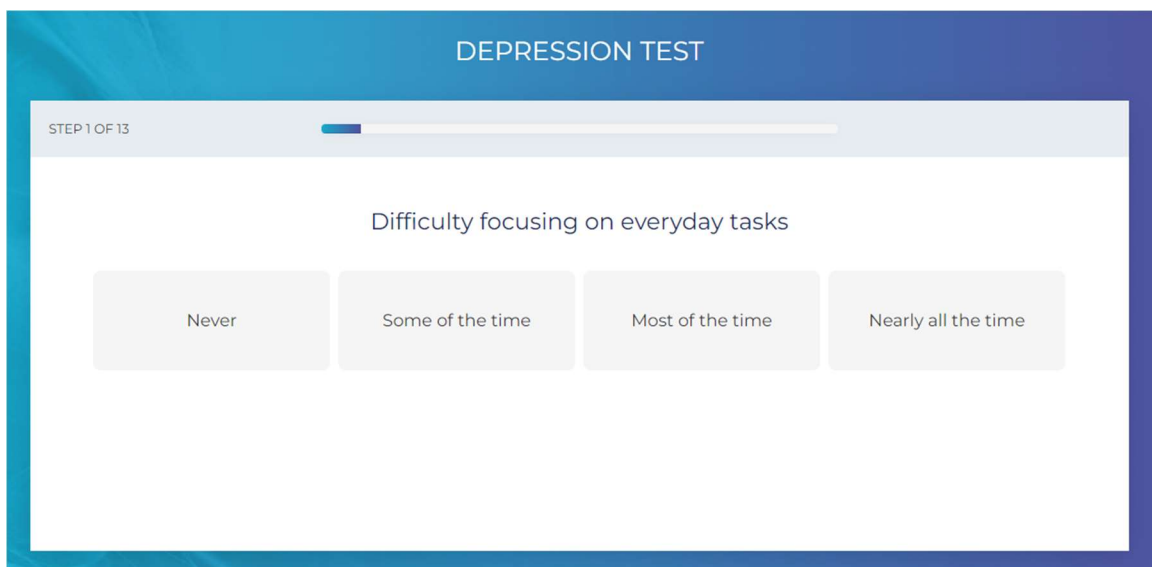 DEPRESSION TEST
STEP 1 OF 13
Difficulty focusing on everyday tasks
Never
Some of the time
Most of the time
Nearly all the time